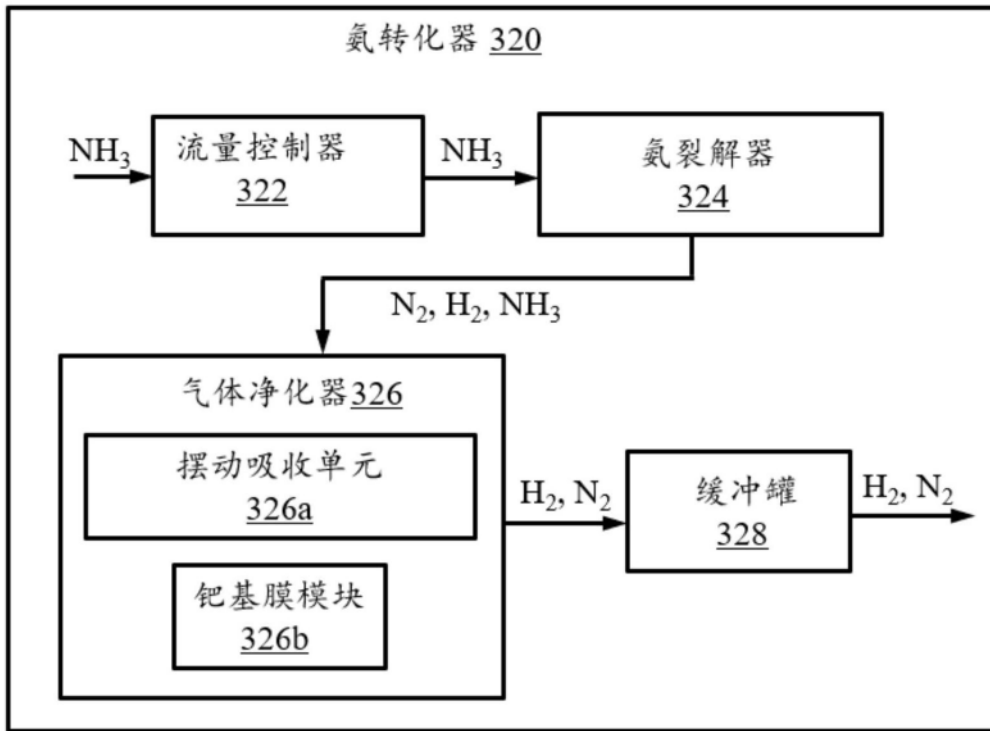 氨转化器 320
NH₃
流量控制器
322
NH₃
氨裂解器
324
N₂, H₂, NH₃
气体净化器326
摆动吸收单元
326a
钯基膜模块
326b
H₂, N₂
缓冲罐
328
H₂, N₂